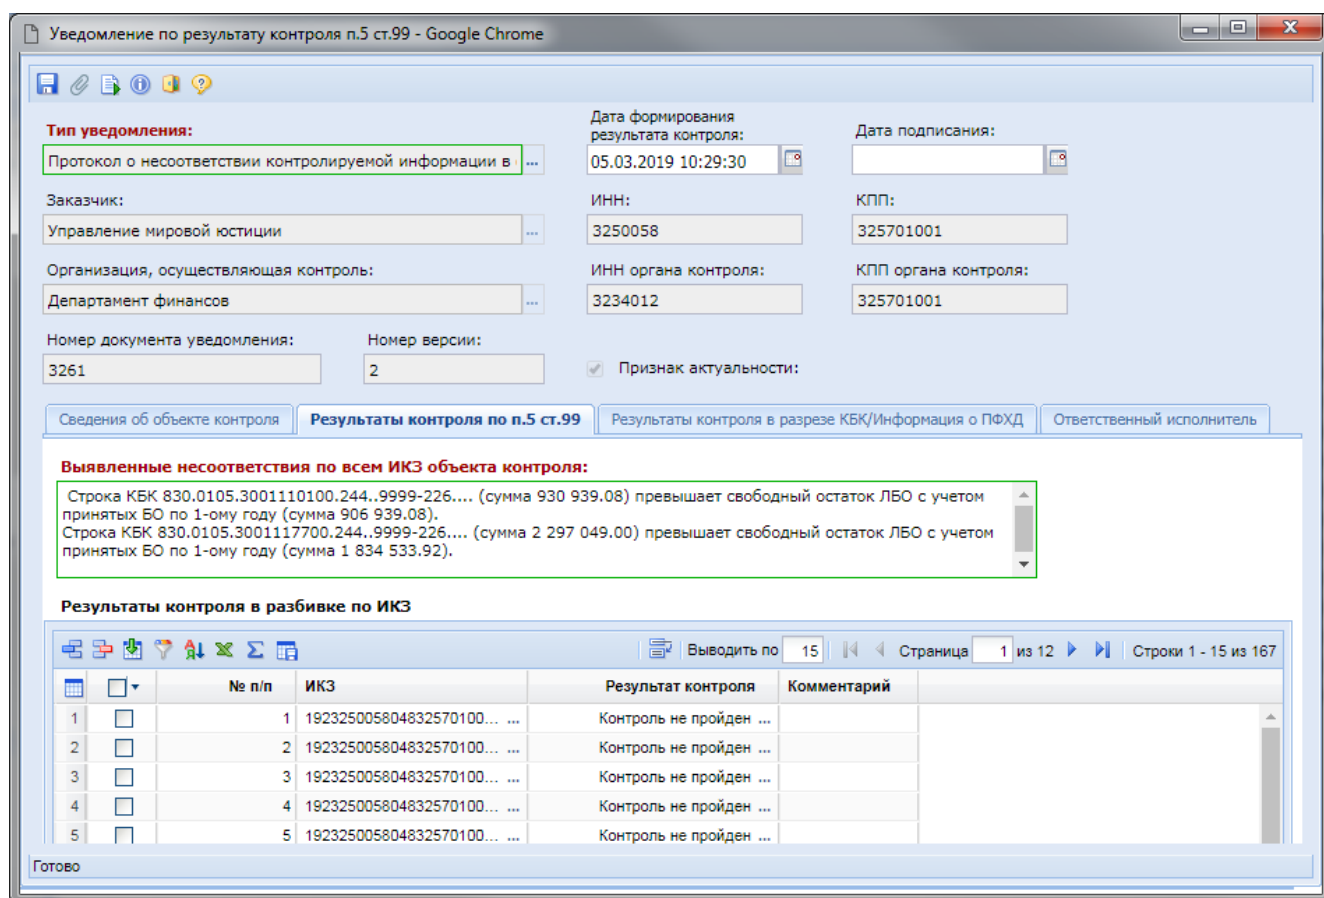 Уведомление по результату контроля п.5 ст.99 - Google Chrome
Тип уведомления:
Дата формирования
результата контроля:
Дата подписания:
Протокол о несоответствии контролируемой информации в ...
05.03.2019 10:29:30
Заказчик:
ИНН:
КПП:
Управление мировой юстиции ...
3250058
325701001
Организация, осуществляющая контроль:
ИНН органа контроля:
КПП органа контроля:
Департамент финансов ...
3234012
325701001
Номер документа уведомления:
Номер версии:
3261
2
Признак актуальности:
Сведения об объекте контроля
Результаты контроля по п.5 ст.99
Результаты контроля в разрезе КБК/Информация о ПФХД
Ответственный исполнитель
Выявленные несоответствия по всем ИКЗ объекта контроля:
Строка КБК 830.0105.3001110100.244..9999-226.... (сумма 930 939.08) превышает свободный остаток ЛБО с учетом
принятых БО по 1-ому году (сумма 906 939.08).
Строка КБК 830.0105.3001117700.244..9999-226.... (сумма 2 297 049.00) превышает свободный остаток ЛБО с учетом
принятых БО по 1-ому году (сумма 1 834 533.92).
Результаты контроля в разбивке по ИКЗ
Выводить по 15 Страница 1 из 12 Строки 1 - 15 из 167
№ п/п ИКЗ Результат контроля Комментарий
1 1 192325005804832570100... ... Контроль не пройден ...
2 2 192325005804832570100... ... Контроль не пройден ...
3 3 192325005804832570100... ... Контроль не пройден ...
4 4 192325005804832570100... ... Контроль не пройден ...
5 5 192325005804832570100... ... Контроль не пройден ...
Готово